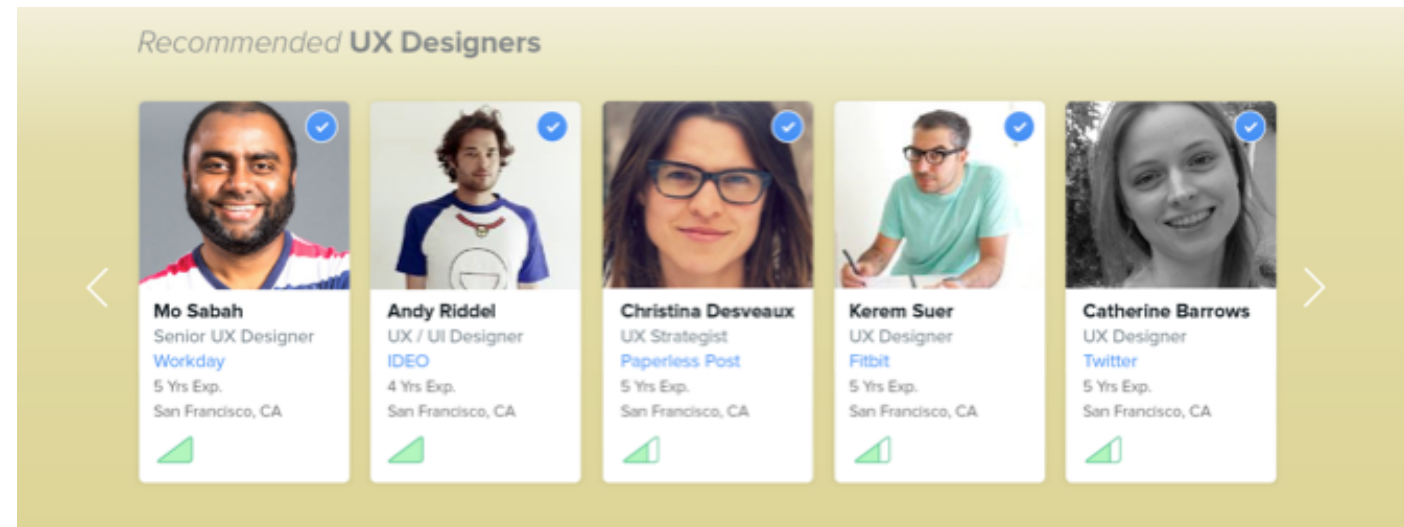 Recommended UX Designers
Mo Sabah
Senior UX Designer
Workday
5 Yrs Exp.
San Francisco, CA
Andy Riddel
UX / UI Designer
IDEO
4 Yrs Exp.
San Francisco, CA
Christina Desveaux
UX Strategist
Paperless Post
5 Yrs Exp.
San Francisco, CA
Kerem Suer
UX Designer
Fitbit
5 Yrs Exp.
San Francisco, CA
Catherine Barrows
UX Designer
Twitter
5 Yrs Exp.
San Francisco, CA